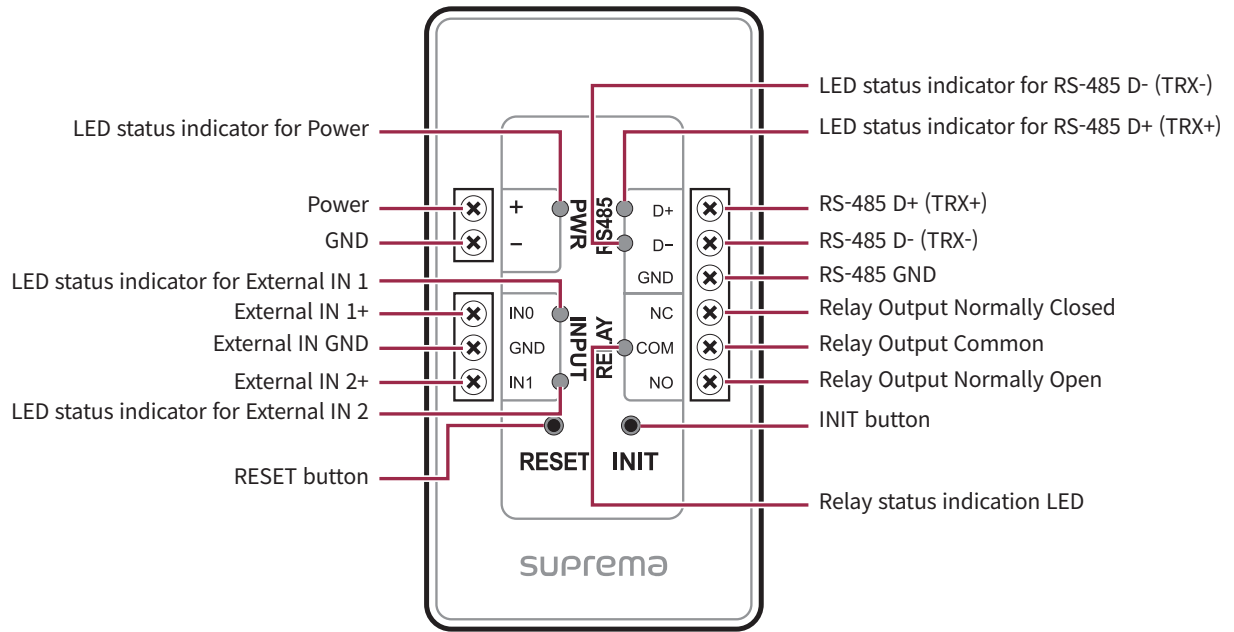 LED status indicator for RS-485 D- (TRX-)
LED status indicator for Power
LED status indicator for RS-485 D+ (TRX+)
Power
+
PWR
RS485
D+
RS-485 D+ (TRX+)
GND
−
D−
RS-485 D- (TRX-)
LED status indicator for External IN 1
GND
RS-485 GND
External IN 1+
IN0
INPUT
RELAY
NC
Relay Output Normally Closed
External IN GND
GND
COM
Relay Output Common
External IN 2+
IN1
NO
Relay Output Normally Open
LED status indicator for External IN 2
INIT button
RESET
INIT
RESET button
Relay status indication LED
suprema